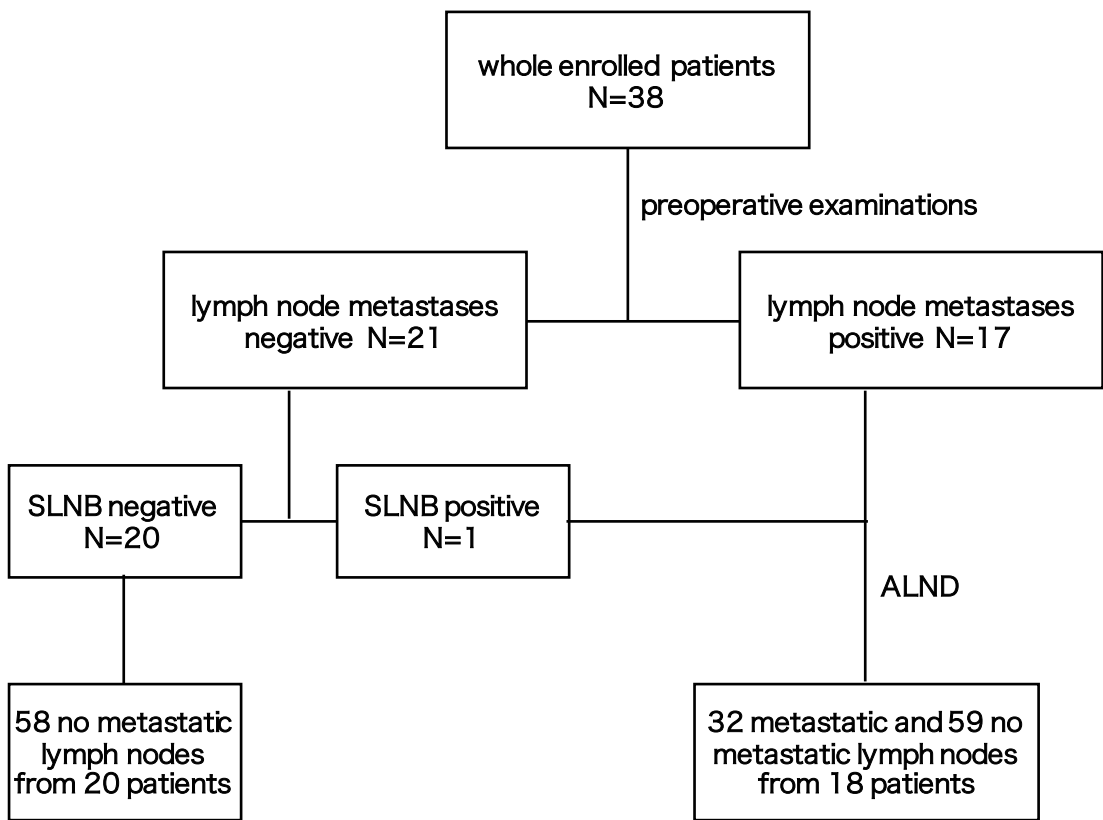 whole enrolled patients
N=38
preoperative examinations
lymph node metastases
negative N=21
lymph node metastases
positive N=17
SLNB negative
N=20
SLNB positive
N=1
ALND
58 no metastatic
lymph nodes
from 20 patients
32 metastatic and 59 no
metastatic lymph nodes
from 18 patients